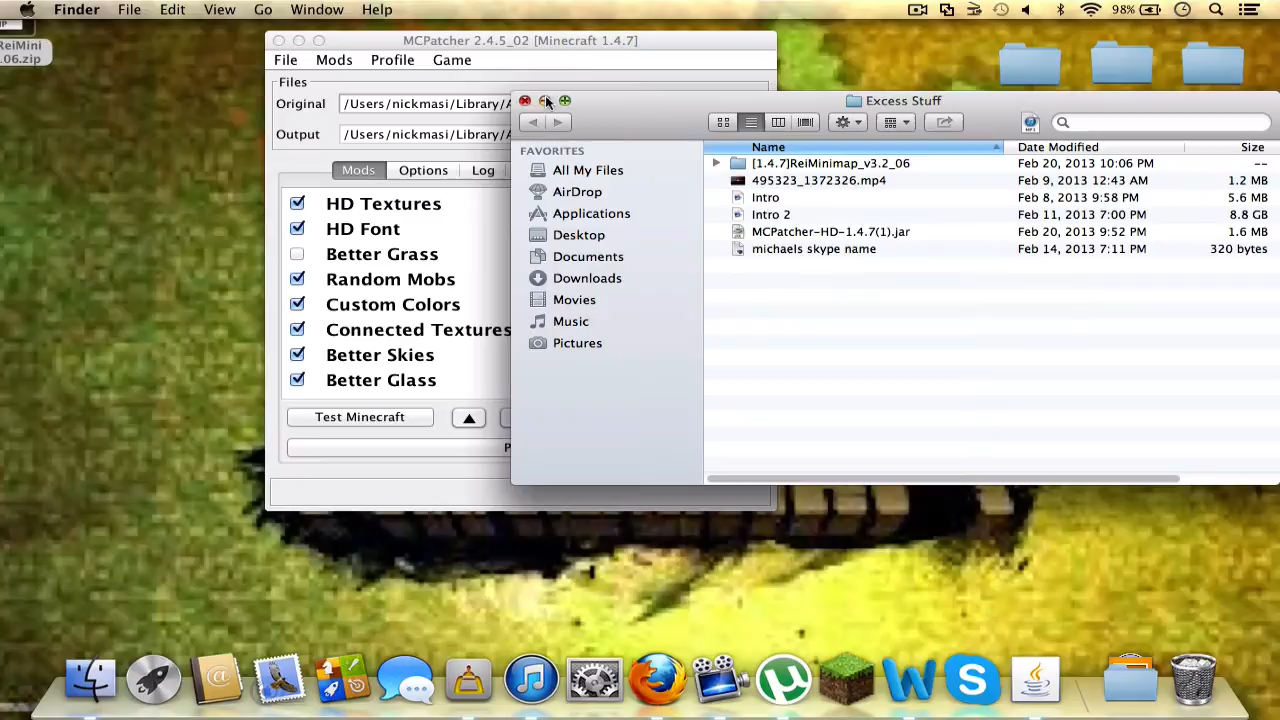 Finder File Edit View Go Window Help 98%
ReiMini
.06.zip
MCPatcher 2.4.5_02 [Minecraft 1.4.7]
File Mods Profile Game
Files
Original /Users/nickmasi/Library/A
Output /Users/nickmasi/Library/A
Mods Options Log
HD Textures
HD Font
Better Grass
Random Mobs
Custom Colors
Connected Textures
Better Skies
Better Glass
Test Minecraft
P
Excess Stuff
FAVORITES
All My Files
AirDrop
Applications
Desktop
Documents
Downloads
Movies
Music
Pictures
Name Date Modified Size
[1.4.7]ReiMinimap_v3.2_06 Feb 20, 2013 10:06 PM --
495323_1372326.mp4 Feb 9, 2013 12:43 AM 1.2 MB
Intro Feb 8, 2013 9:58 PM 5.6 MB
Intro 2 Feb 11, 2013 7:00 PM 8.8 GB
MCPatcher-HD-1.4.7(1).jar Feb 20, 2013 9:52 PM 1.6 MB
michaels skype name Feb 14, 2013 7:11 PM 320 bytes